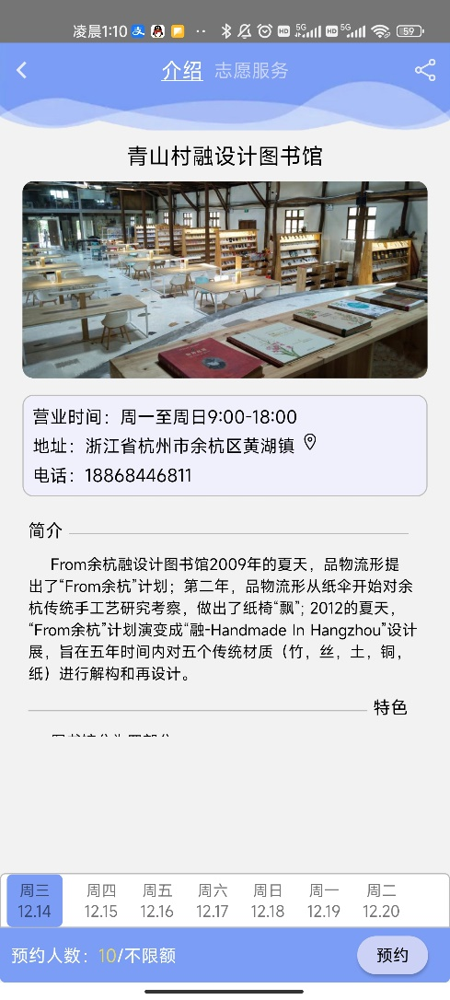 凌晨1:10
59
介绍 志愿服务
青山村融设计图书馆
营业时间：周一至周日9:00-18:00
地址：浙江省杭州市余杭区黄湖镇
电话：18868446811
简介
From余杭融设计图书馆2009年的夏天，品物流形提
出了“From余杭”计划；第二年，品物流形从纸伞开始对余
杭传统手工艺研究考察，做出了纸椅“飘”; 2012的夏天，
“From余杭”计划演变成“融-Handmade In Hangzhou”设计
展，旨在五年时间内对五个传统材质（竹，丝，土，铜，
纸）进行解构和再设计。
特色
周三 周四 周五 周六 周日 周一 周二
12.14 12.15 12.16 12.17 12.18 12.19 12.20
预约人数：10/不限额 预约